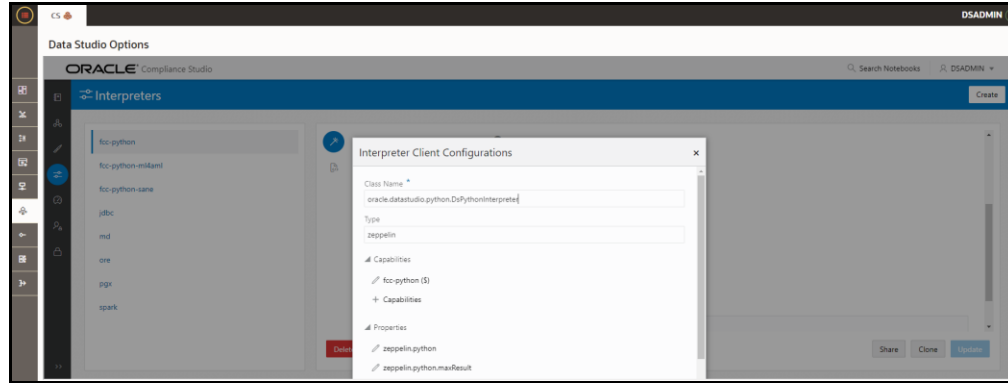 CS
DSADMIN
Data Studio Options
ORACLE Compliance Studio
Search Notebooks
DSADMIN
Interpreters
Create
fcc-python
fcc-python-ml4aml
fcc-python-sane
jdbc
md
ore
pgx
spark
Interpreter Client Configurations
×
Class Name *
oracle.datastudio.python.DsPythonInterpreter
Type
zeppelin
Capabilities
fcc-python ($)
+ Capabilities
Properties
zeppelin.python
zeppelin.python.maxResult
Delet
Share
Clone
Update